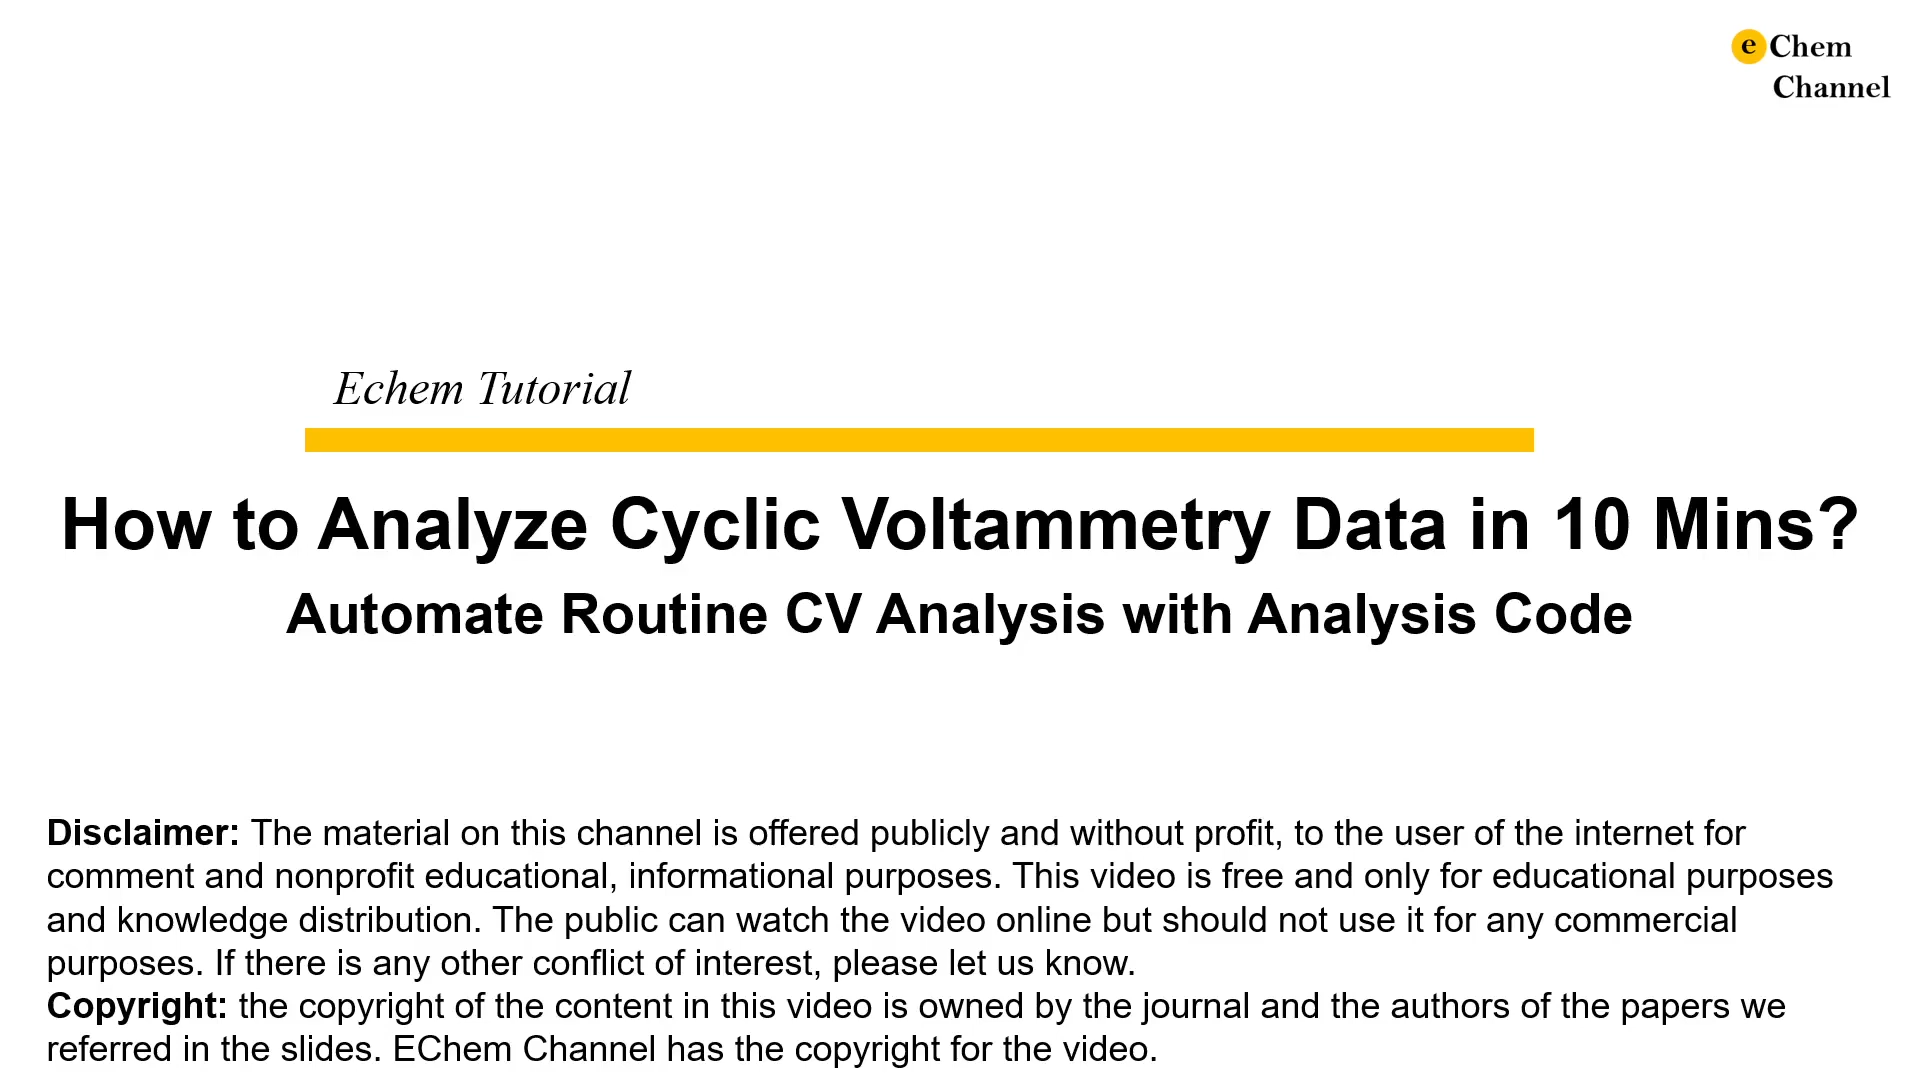 e Chem
Channel
Echem Tutorial
How to Analyze Cyclic Voltammetry Data in 10 Mins?
Automate Routine CV Analysis with Analysis Code
Disclaimer: The material on this channel is offered publicly and without profit, to the user of the internet for
comment and nonprofit educational, informational purposes. This video is free and only for educational purposes
and knowledge distribution. The public can watch the video online but should not use it for any commercial
purposes. If there is any other conflict of interest, please let us know.
Copyright: the copyright of the content in this video is owned by the journal and the authors of the papers we
referred in the slides. EChem Channel has the copyright for the video.